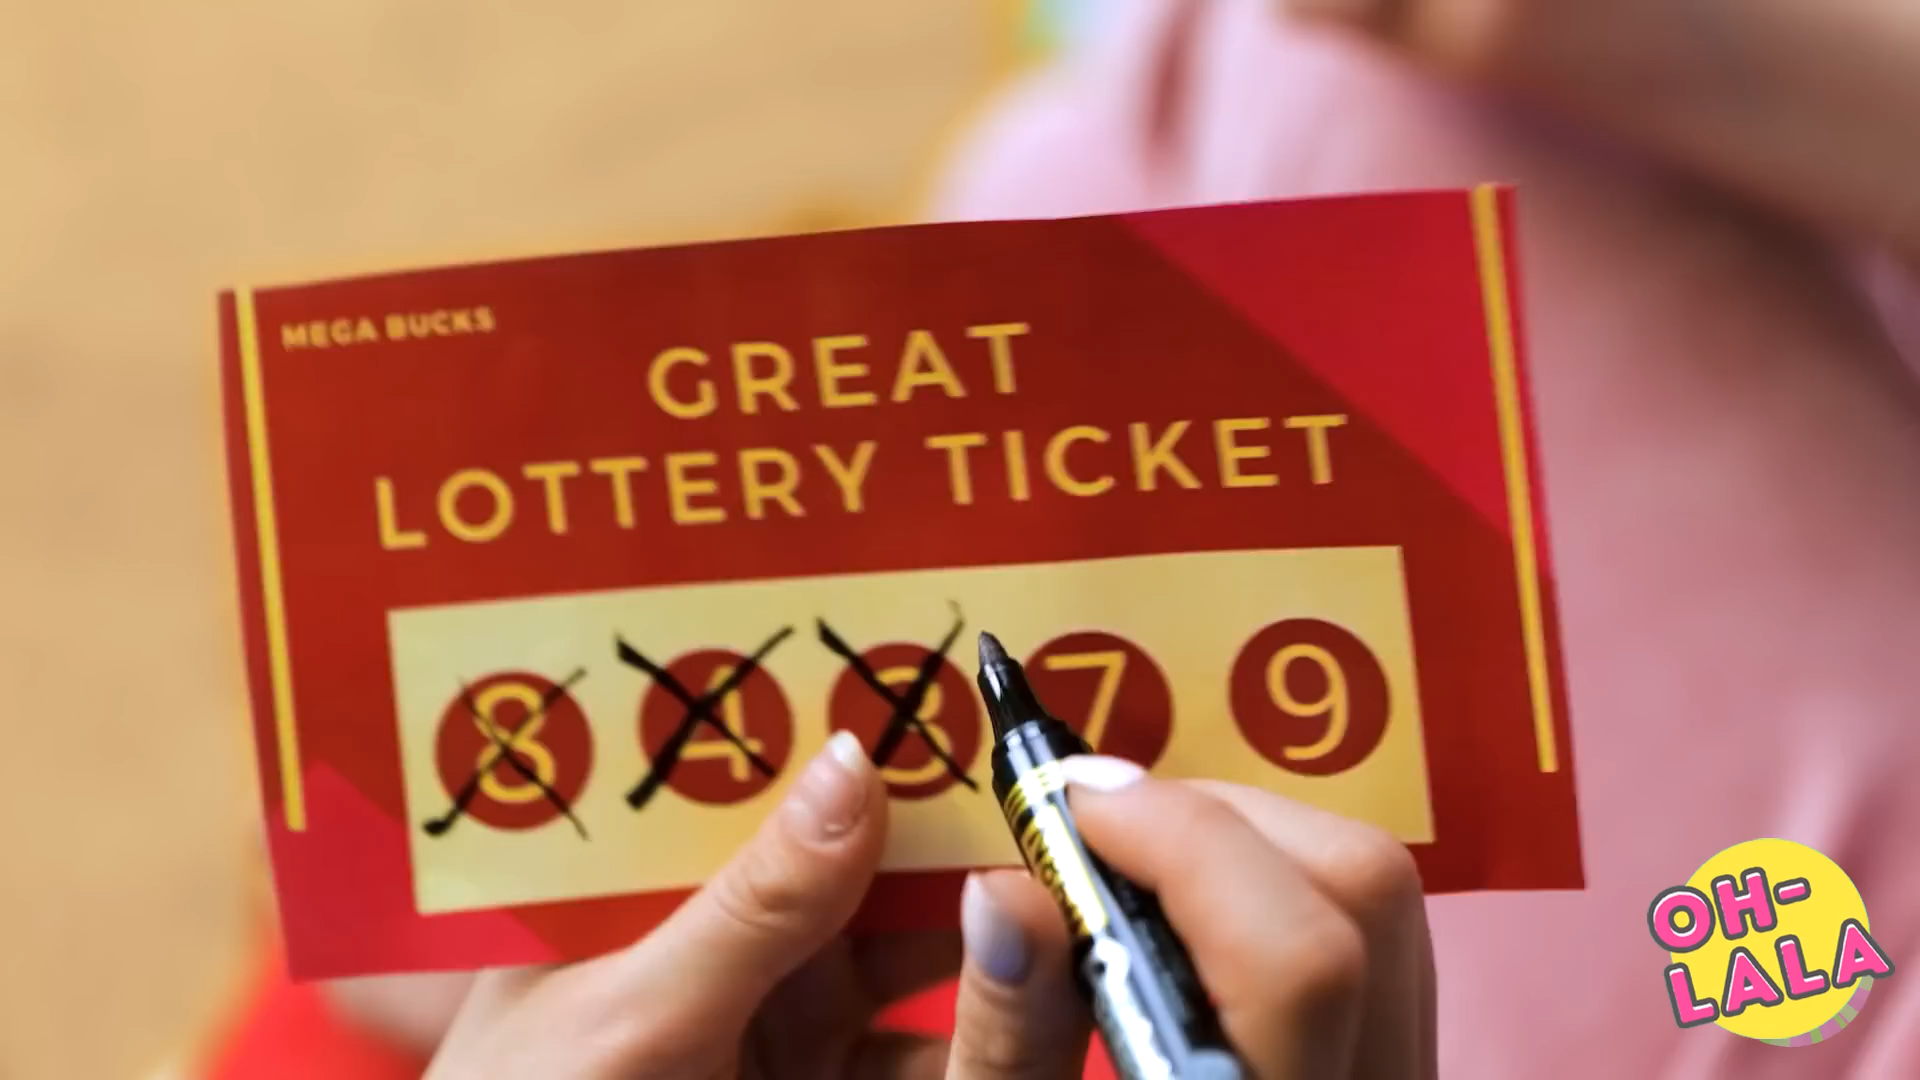 MEGA BUCKS
GREAT
LOTTERY TICKET
8 4 3 7 9
OH-
LALA